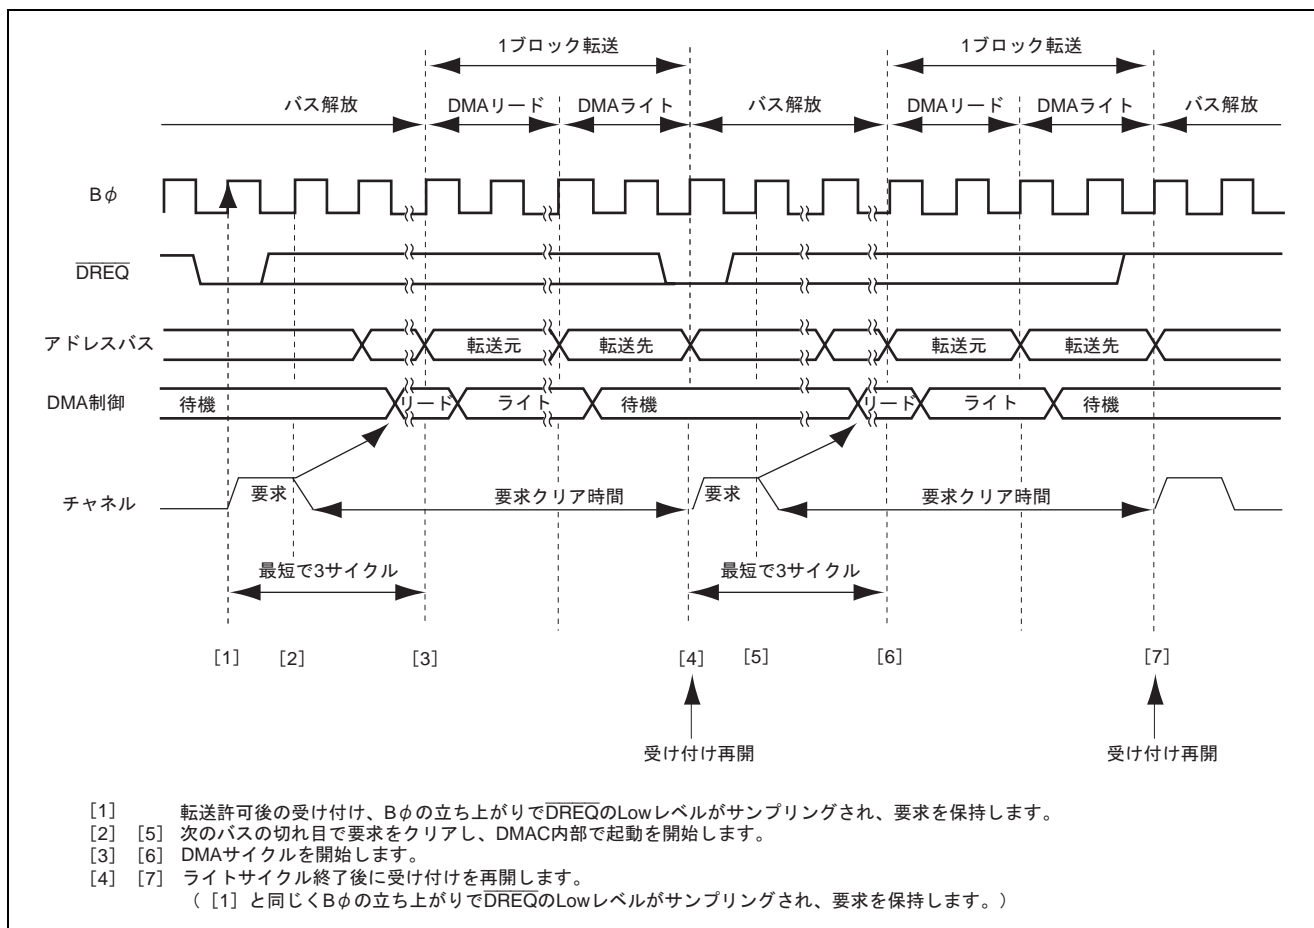 1ブロック転送 1ブロック転送
バス解放 DMAリード DMAライト バス解放 DMAリード DMAライト バス解放
Bφ
DREQ
アドレスバス 転送元 転送先 転送元 転送先
DMA制御 待機 リード ライト 待機 リード ライト 待機
チャネル 要求 要求クリア時間 要求 要求クリア時間
最短で3サイクル 最短で3サイクル
[1] [2] [3] [4] [5] [6] [7]
受け付け再開 受け付け再開
[1] 転送許可後の受け付け、Bφの立ち上がりでDREQのLowレベルがサンプリングされ、要求を保持します。
[2] [5] 次のバスの切れ目で要求をクリアし、DMAC内部で起動を開始します。
[3] [6] DMAサイクルを開始します。
[4] [7] ライトサイクル終了後に受け付けを再開します。
([1]と同じくBφの立ち上がりでDREQのLowレベルがサンプリングされ、要求を保持します。)